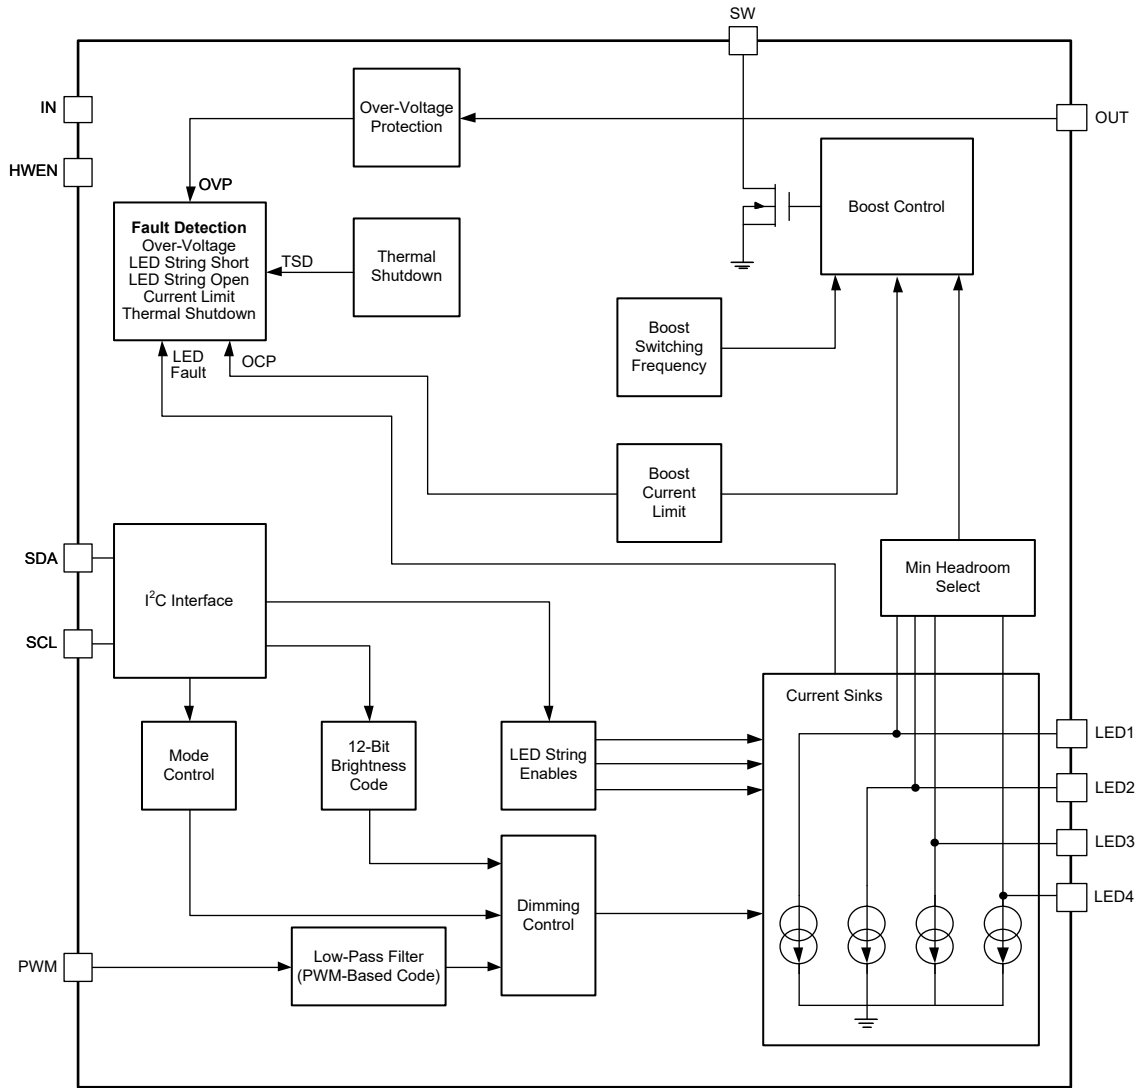 SW
IN
Over-Voltage
Protection
OUT
HWEN
OVP
Boost Control
Fault Detection
Over-Voltage
LED String Short
LED String Open
Current Limit
Thermal Shutdown
TSD
Thermal
Shutdown
Boost
Switching
Frequency
LED
Fault
OCP
Boost
Current
Limit
SDA
I²C Interface
SCL
Min Headroom
Select
Current Sinks
Mode
Control
12-Bit
Brightness
Code
LED String
Enables
LED1
LED2
LED3
LED4
Dimming
Control
PWM
Low-Pass Filter
(PWM-Based Code)